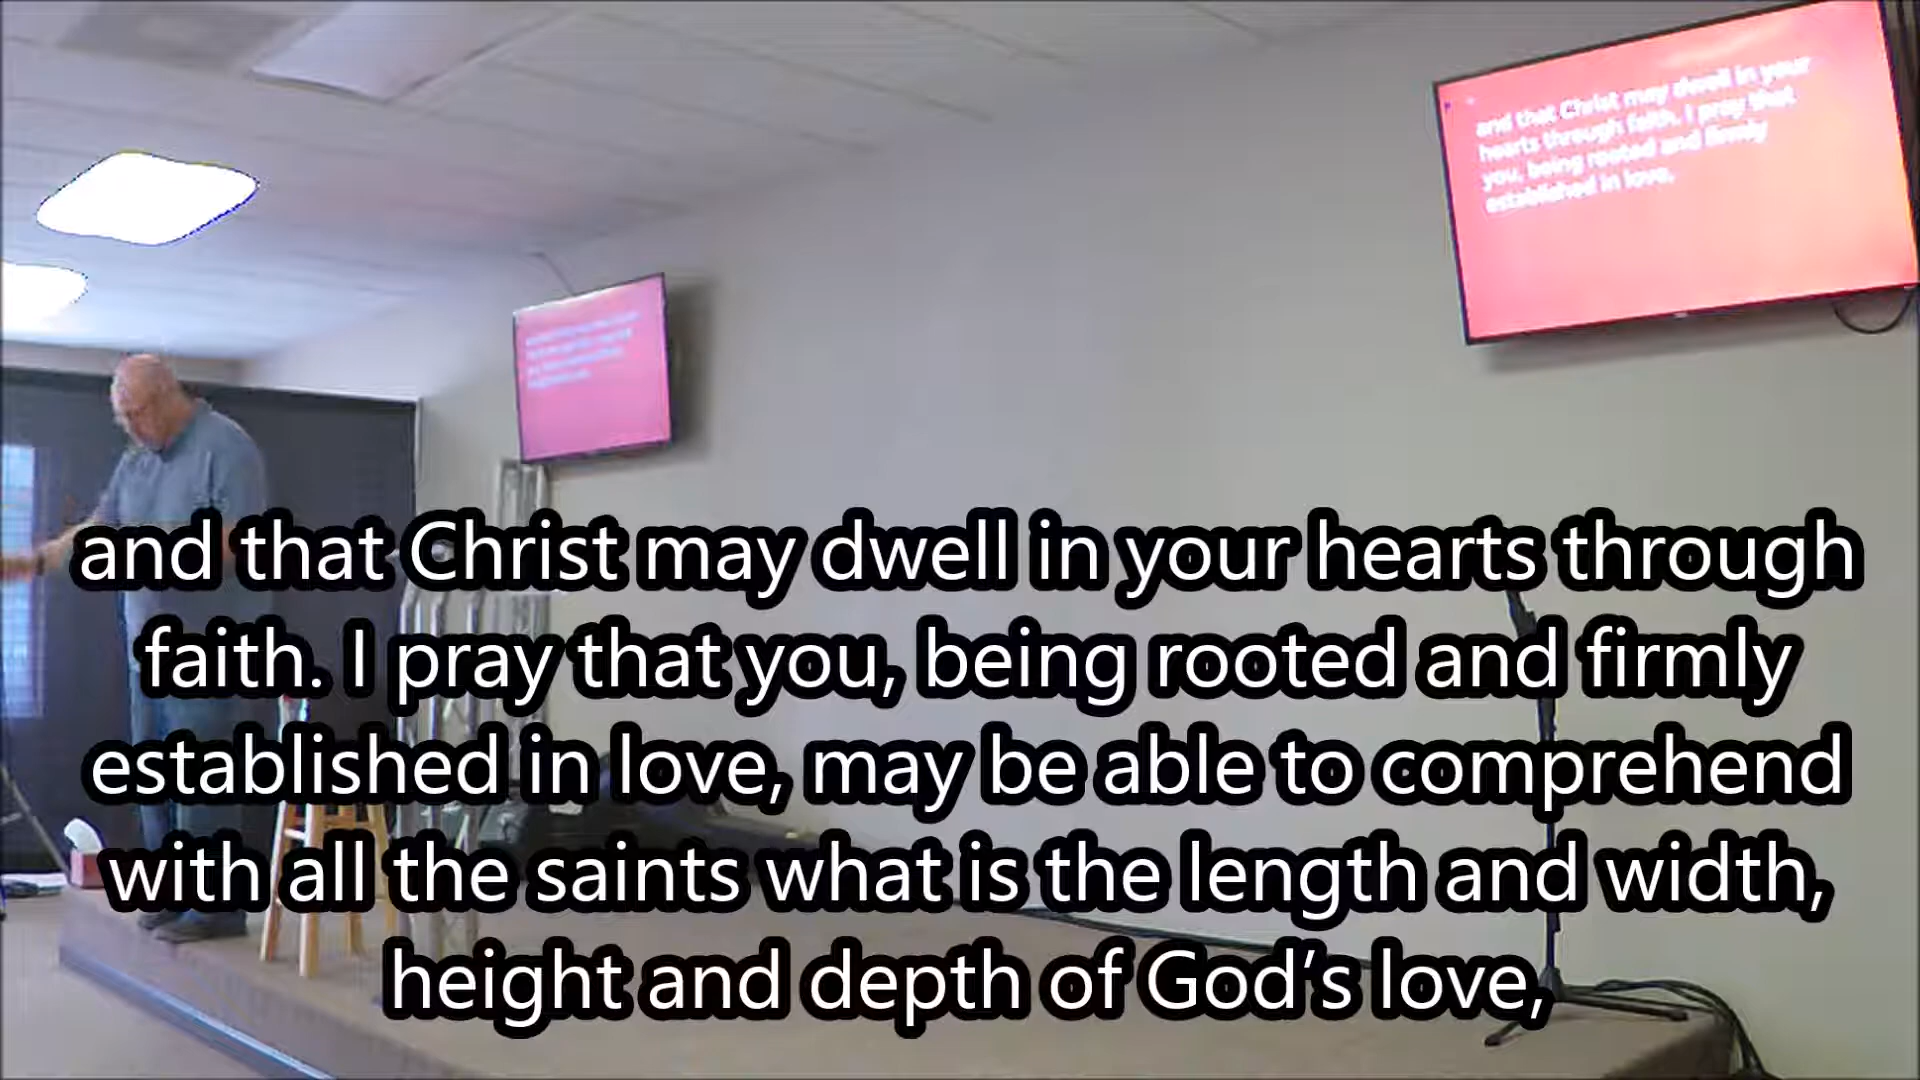 and that Christ may dwell in your
hearts through faith. I pray that
you, being rooted and firmly
established in love,
and that Christ may dwell in your hearts through
faith. I pray that you, being rooted and firmly
established in love, may be able to comprehend
with all the saints what is the length and width,
height and depth of God’s love,